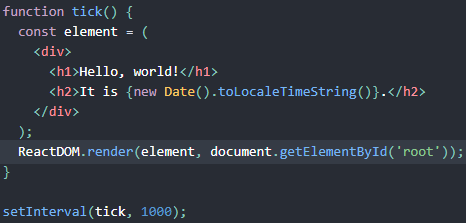 function tick() {
  const element = (
    <div>
      <h1>Hello, world!</h1>
      <h2>It is {new Date().toLocaleTimeString()}.</h2>
    </div>
  );
  ReactDOM.render(element, document.getElementById('root'));
}

setInterval(tick, 1000);